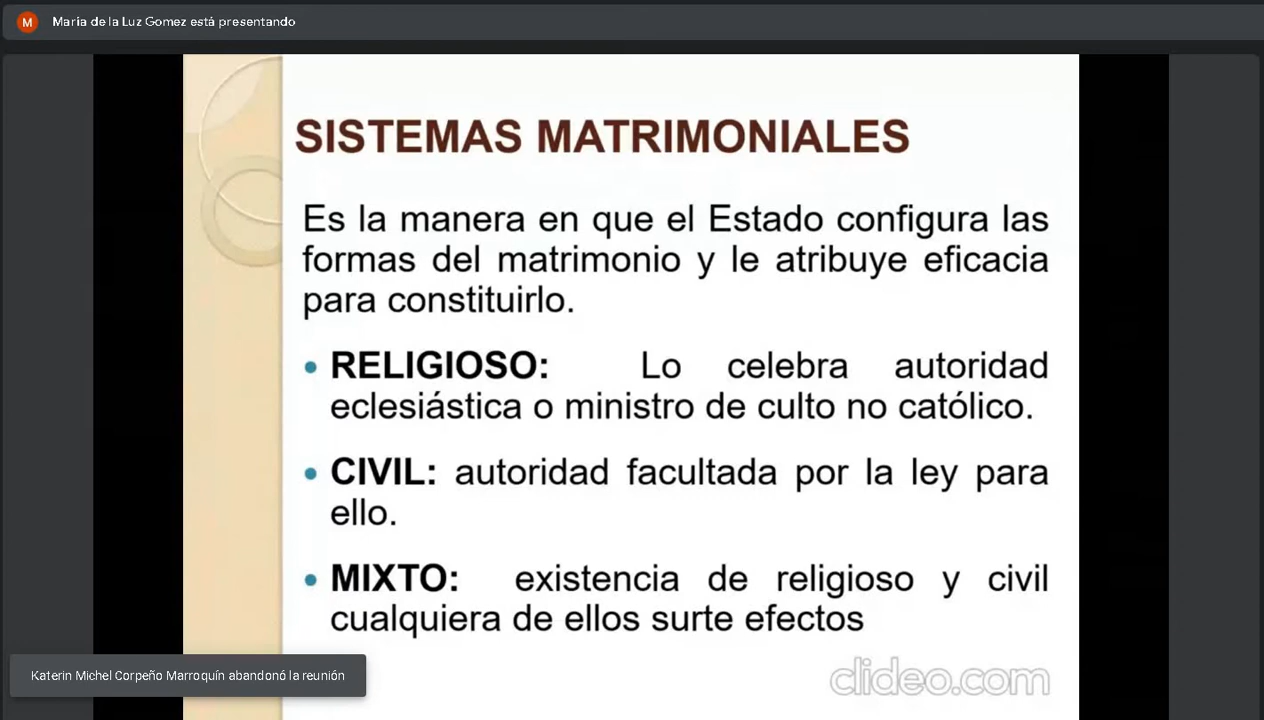 M
María de la Luz Gomez está presentando
SISTEMAS MATRIMONIALES
Es la manera en que el Estado configura las
formas del matrimonio y le atribuye eficacia
para constituirlo.
• RELIGIOSO: Lo celebra autoridad
eclesiástica o ministro de culto no católico.
• CIVIL: autoridad facultada por la ley para
ello.
• MIXTO: existencia de religioso y civil
cualquiera de ellos surte efectos
Katerin Michel Corpeño Marroquín abandonó la reunión
clideo.com